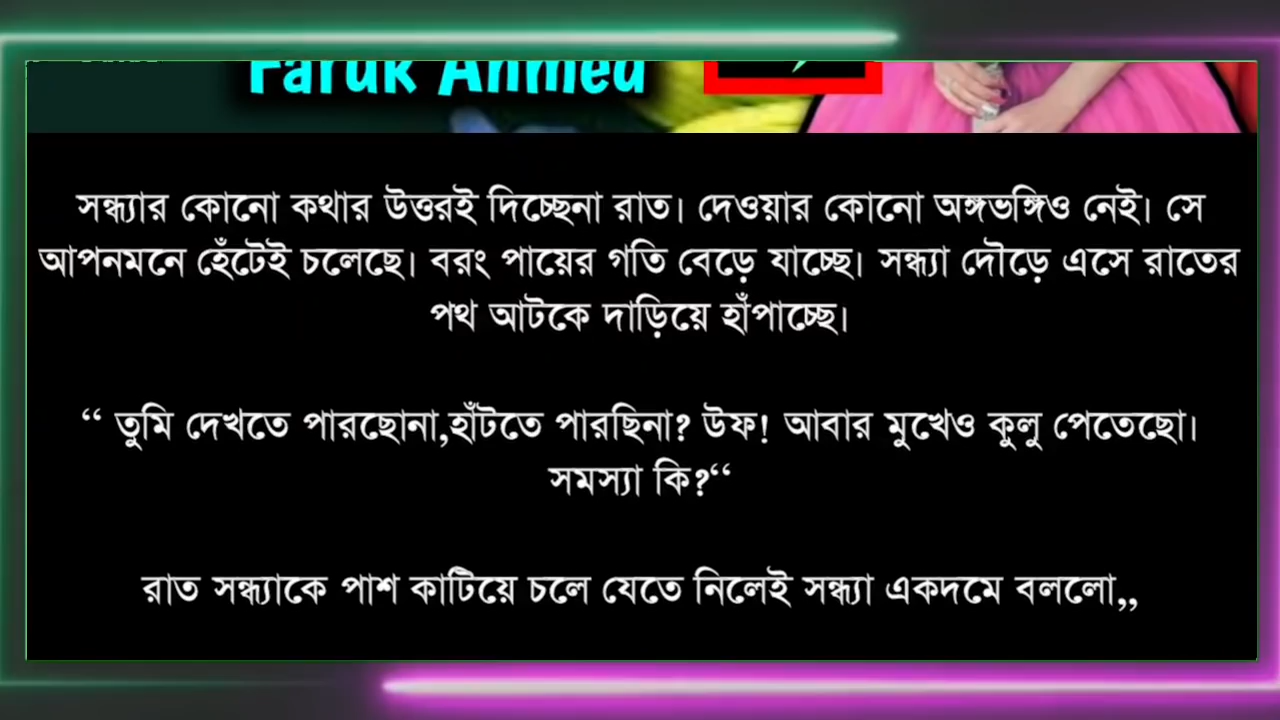 Faruk Ahmed
সন্ধ্যার কোনো কথার উত্তরই দিচ্ছেনা রাত। দেওয়ার কোনো অঙ্গভঙ্গিও নেই। সে
আপনমনে হেঁটেই চলেছে। বরং পায়ের গতি বেড়ে যাচ্ছে। সন্ধ্যা দৌড়ে এসে রাতের
পথ আটকে দাড়িয়ে হাঁপাচ্ছে।
“ তুমি দেখতে পারছোনা,হাঁটতে পারছিনা? উফ! আবার মুখেও কুলু পেতেছো।
সমস্যা কি?“
রাত সন্ধ্যাকে পাশ কাটিয়ে চলে যেতে নিলেই সন্ধ্যা একদমে বললো,,